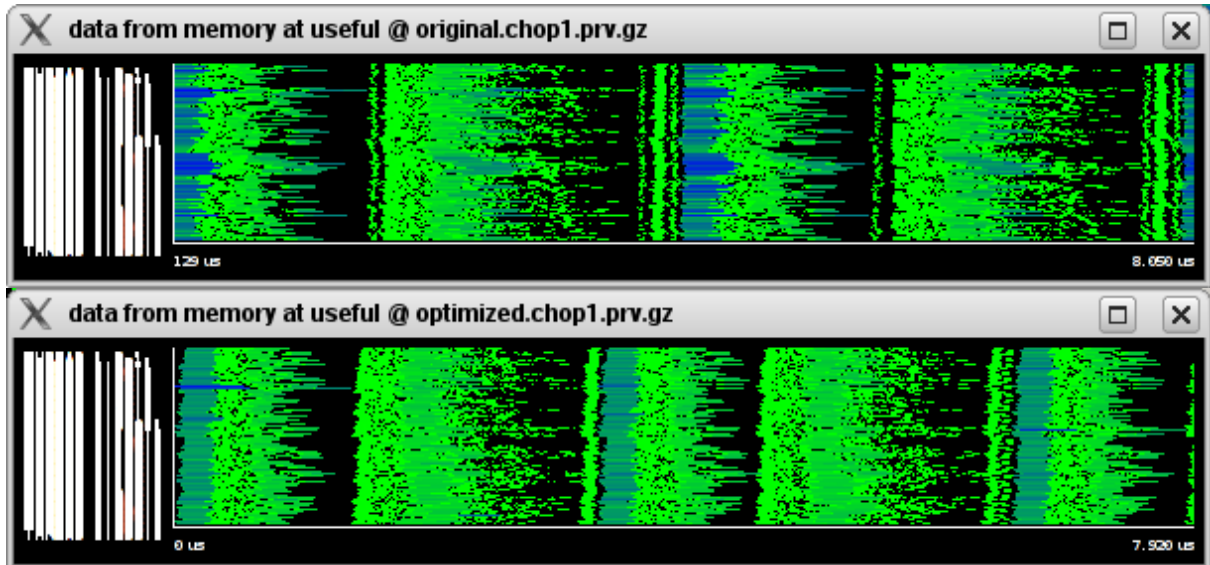 data from memory at useful @ original.chop1.prv.gz
129 us 8.050 us
data from memory at useful @ optimized.chop1.prv.gz
0 us 7.920 us